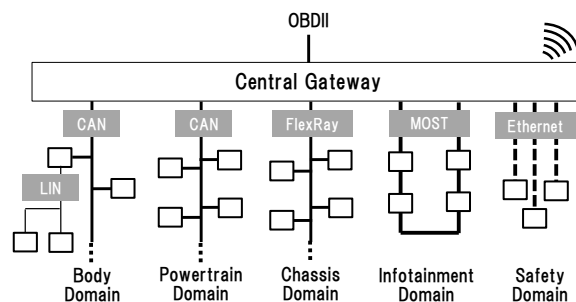 OBDII
Central Gateway
CAN
CAN
FlexRay
MOST
Ethernet
LIN
Body
Domain
Powertrain
Domain
Chassis
Domain
Infotainment
Domain
Safety
Domain